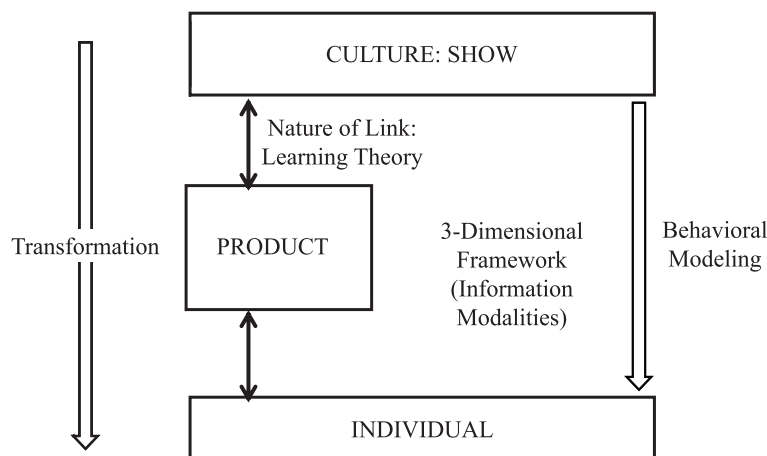 CULTURE: SHOW
Nature of Link:
Learning Theory
Transformation
PRODUCT
3-Dimensional
Framework
(Information
Modalities)
Behavioral
Modeling
INDIVIDUAL